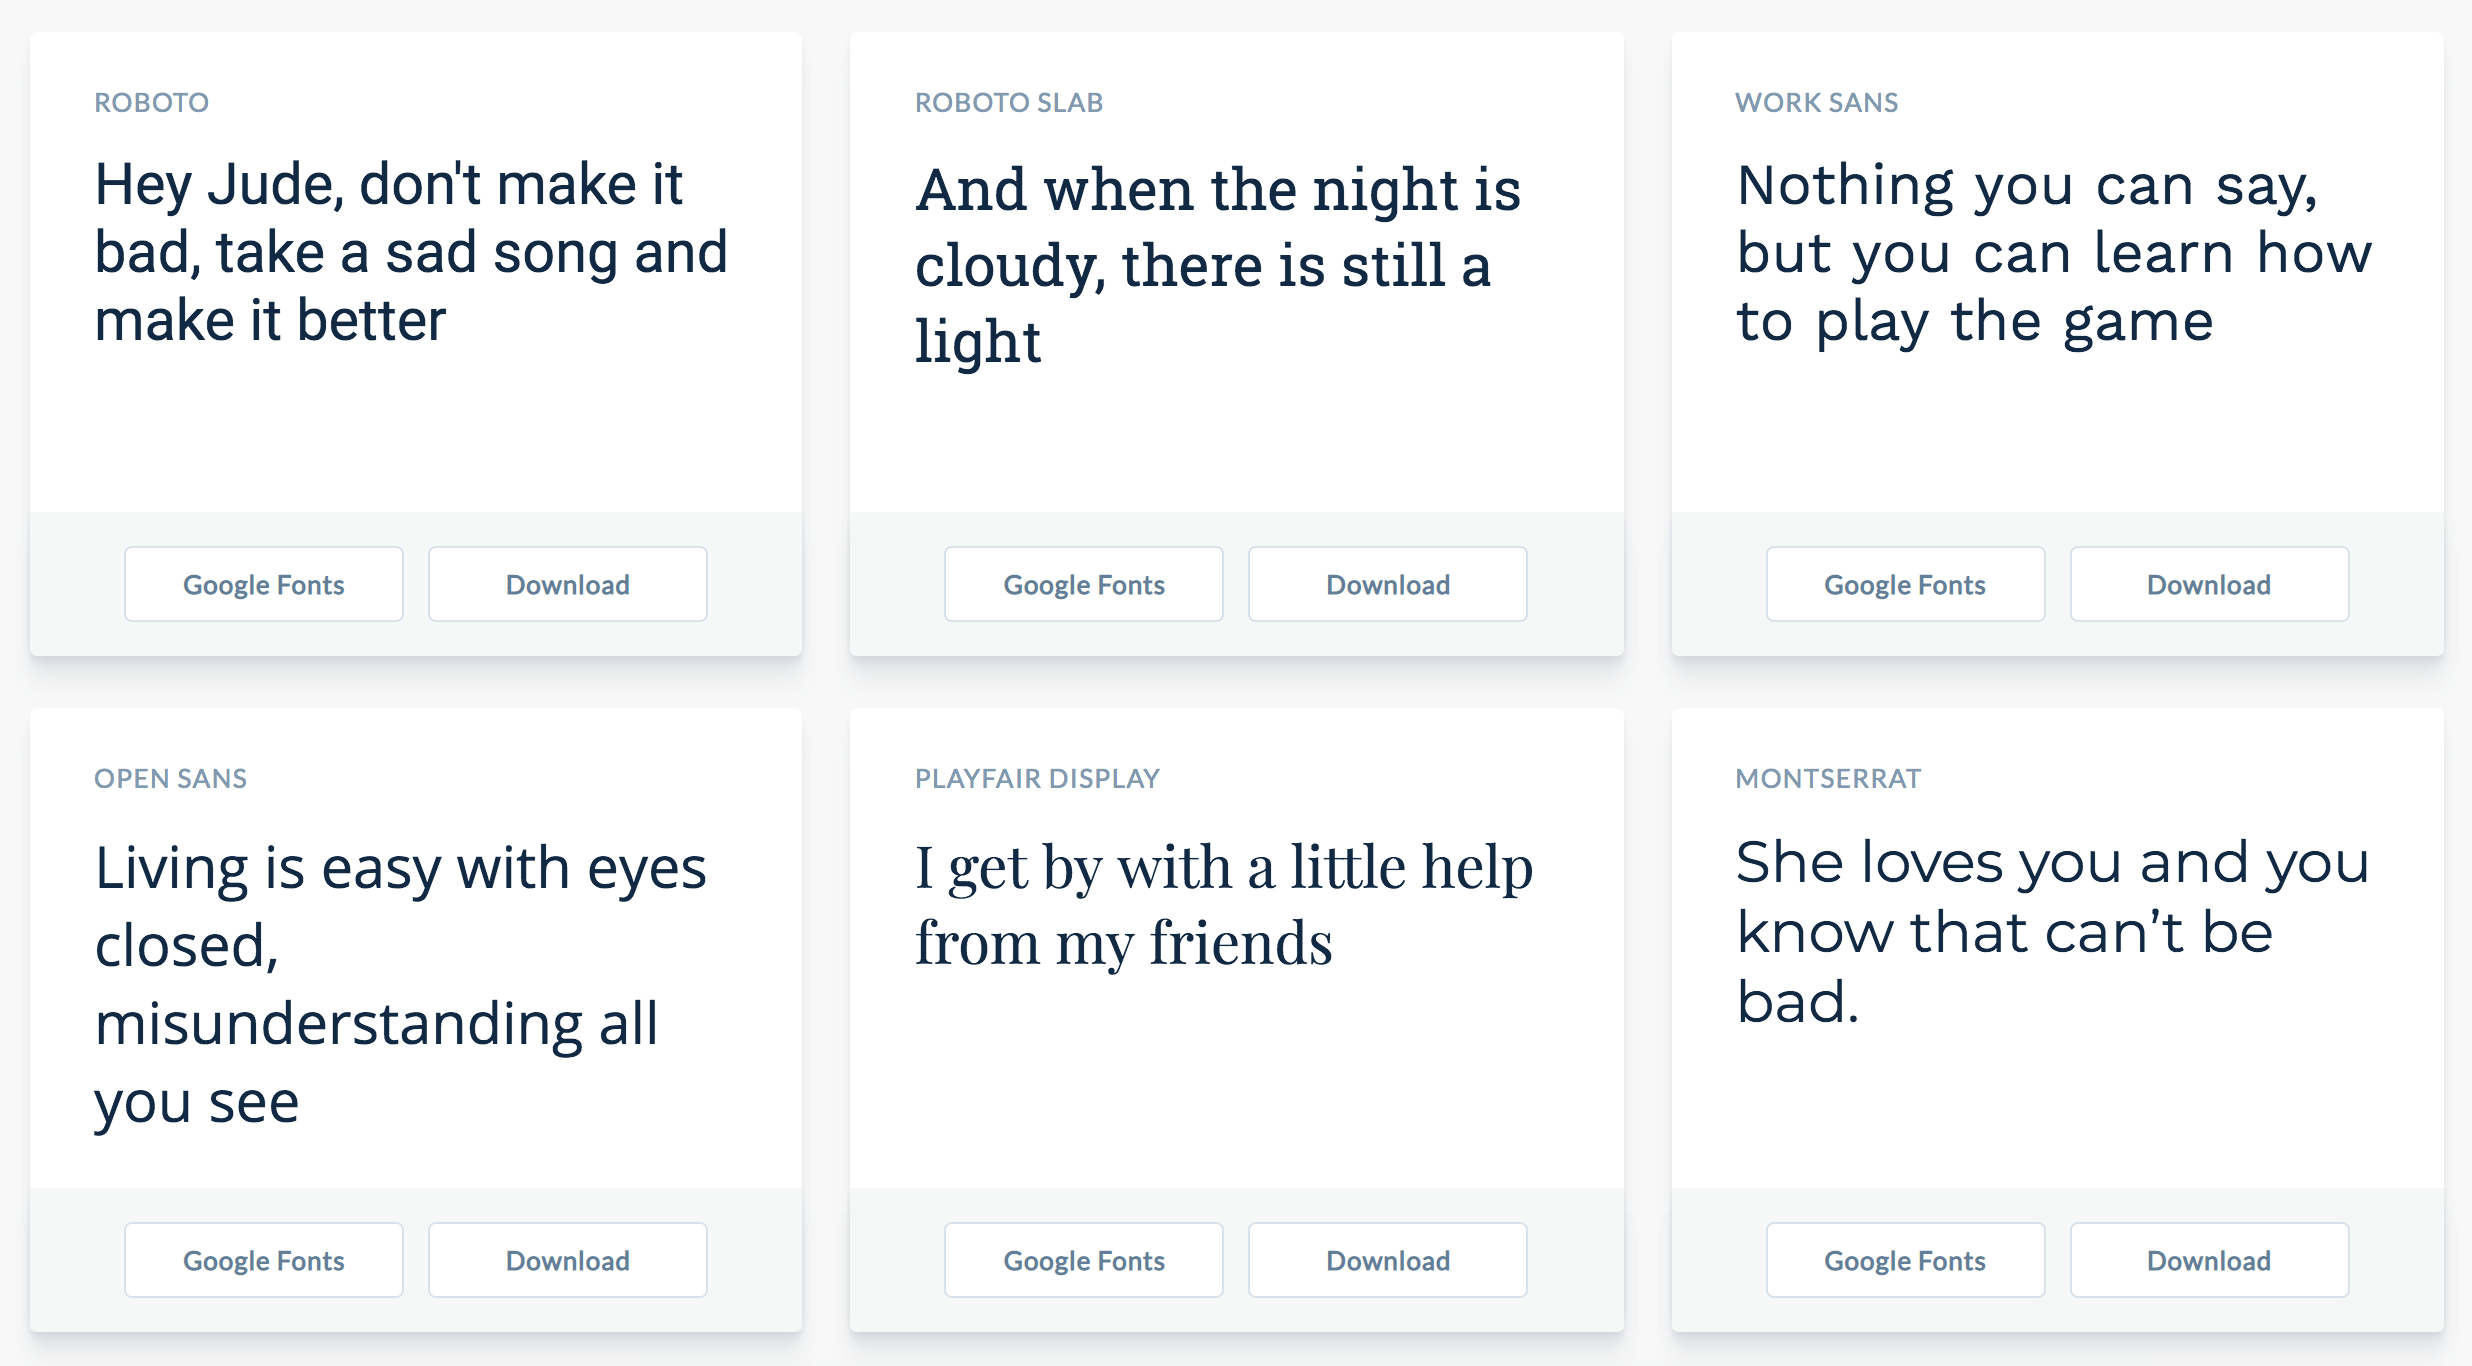 ROBOTO
Hey Jude, don't make it
bad, take a sad song and
make it better
Google Fonts
Download
ROBOTO SLAB
And when the night is
cloudy, there is still a
light
Google Fonts
Download
WORK SANS
Nothing you can say,
but you can learn how
to play the game
Google Fonts
Download
OPEN SANS
Living is easy with eyes
closed,
misunderstanding all
you see
Google Fonts
Download
PLAYFAIR DISPLAY
I get by with a little help
from my friends
Google Fonts
Download
MONTSERRAT
She loves you and you
know that can’t be
bad.
Google Fonts
Download